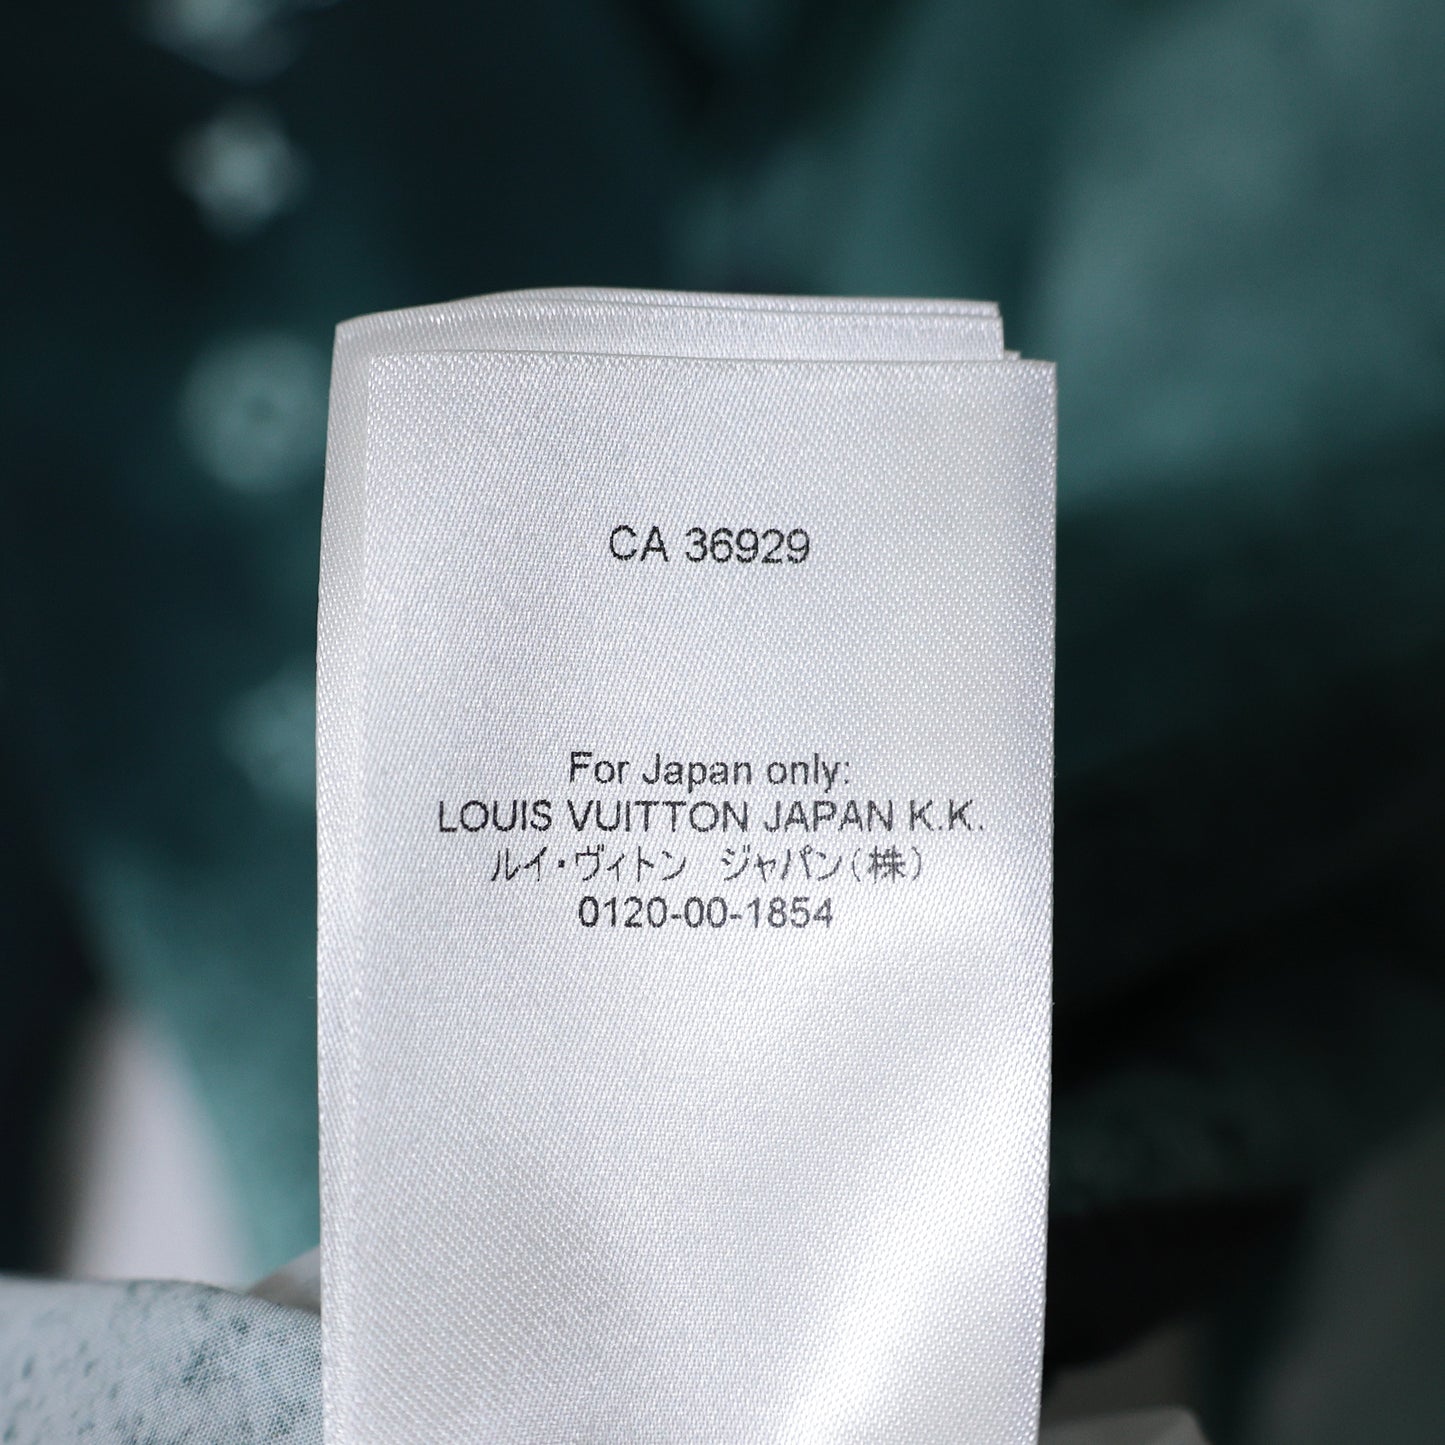 CA 36929
For Japan only:
LOUIS VUITTON JAPAN K.K.
ルイ・ヴィトン ジャパン(株)
0120-00-1854